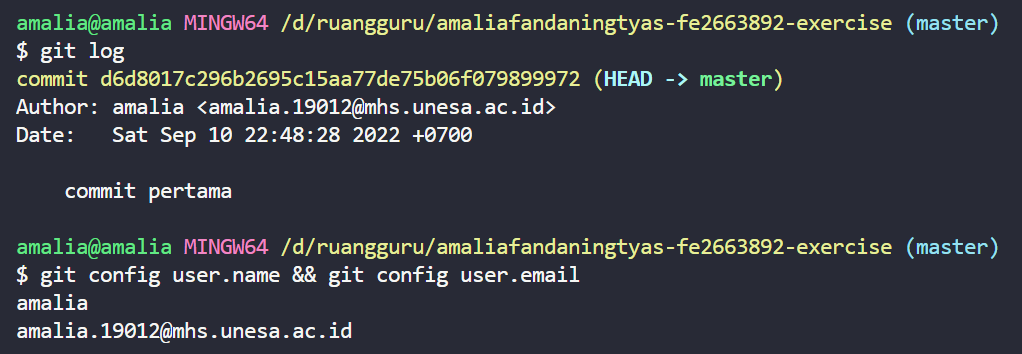 amalia@amalia MINGW64 /d/ruangguru/amaliafandaningtyas-fe2663892-exercise (master)
$ git log
commit d6d8017c296b2695c15aa77de75b06f079899972 (HEAD -> master)
Author: amalia <amalia.19012@mhs.unesa.ac.id>
Date:   Sat Sep 10 22:48:28 2022 +0700

    commit pertama

amalia@amalia MINGW64 /d/ruangguru/amaliafandaningtyas-fe2663892-exercise (master)
$ git config user.name && git config user.email
amalia
amalia.19012@mhs.unesa.ac.id